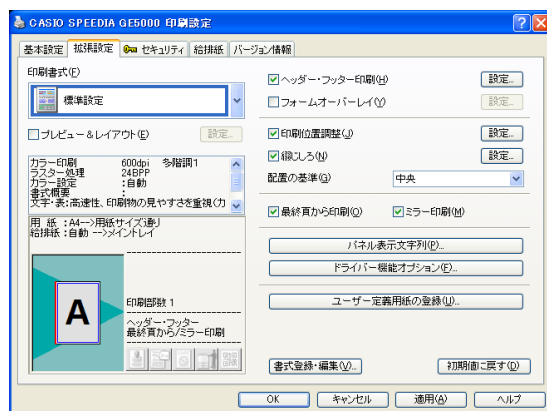 CASIO SPEEDIA GE5000 印刷設定
基本設定 拡張設定 セキュリティ 給排紙 バージョン情報
印刷書式(F)
標準設定
プレビュー＆レイアウト(E) 設定...
カラー印刷 600dpi 多階調1
ラスター処理 24BPP
カラー設定 :自動
書式概要 :
文字・表:高速性、印刷物の見やすさを重視(カ
用 紙 :A4-->用紙サイズ通り
給排紙 :自動 -->メイントレイ
A
印刷部数 1
ヘッダー・フッター
最終頁から/ミラー印刷
ヘッダー・フッター印刷(H) 設定...
フォームオーバーレイ(Y) 設定...
印刷位置調整(J) 設定...
綴じしろ(N) 設定...
配置の基準(G) 中央
最終頁から印刷(O) ミラー印刷(M)
パネル表示文字列(P)...
ドライバー機能オプション(E)...
ユーザー定義用紙の登録(U)...
書式登録・編集(V)... 初期値に戻す(D)
OK キャンセル 適用(A) ヘルプ